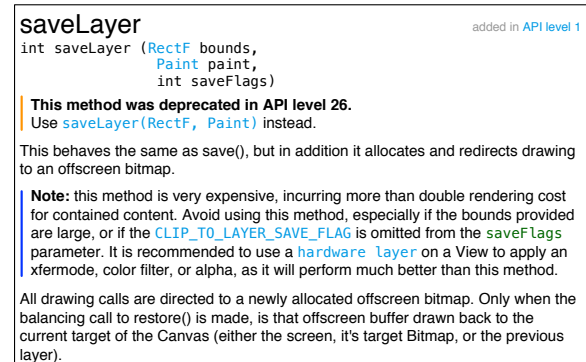 saveLayer added in API level 1
int saveLayer (RectF bounds,
Paint paint,
int saveFlags)
This method was deprecated in API level 26.
Use saveLayer(RectF, Paint) instead.
This behaves the same as save(), but in addition it allocates and redirects drawing
to an offscreen bitmap.
Note: this method is very expensive, incurring more than double rendering cost
for contained content. Avoid using this method, especially if the bounds provided
are large, or if the CLIP_TO_LAYER_SAVE_FLAG is omitted from the saveFlags
parameter. It is recommended to use a hardware layer on a View to apply an
xfermode, color filter, or alpha, as it will perform much better than this method.
All drawing calls are directed to a newly allocated offscreen bitmap. Only when the
balancing call to restore() is made, is that offscreen buffer drawn back to the
current target of the Canvas (either the screen, it's target Bitmap, or the previous
layer).